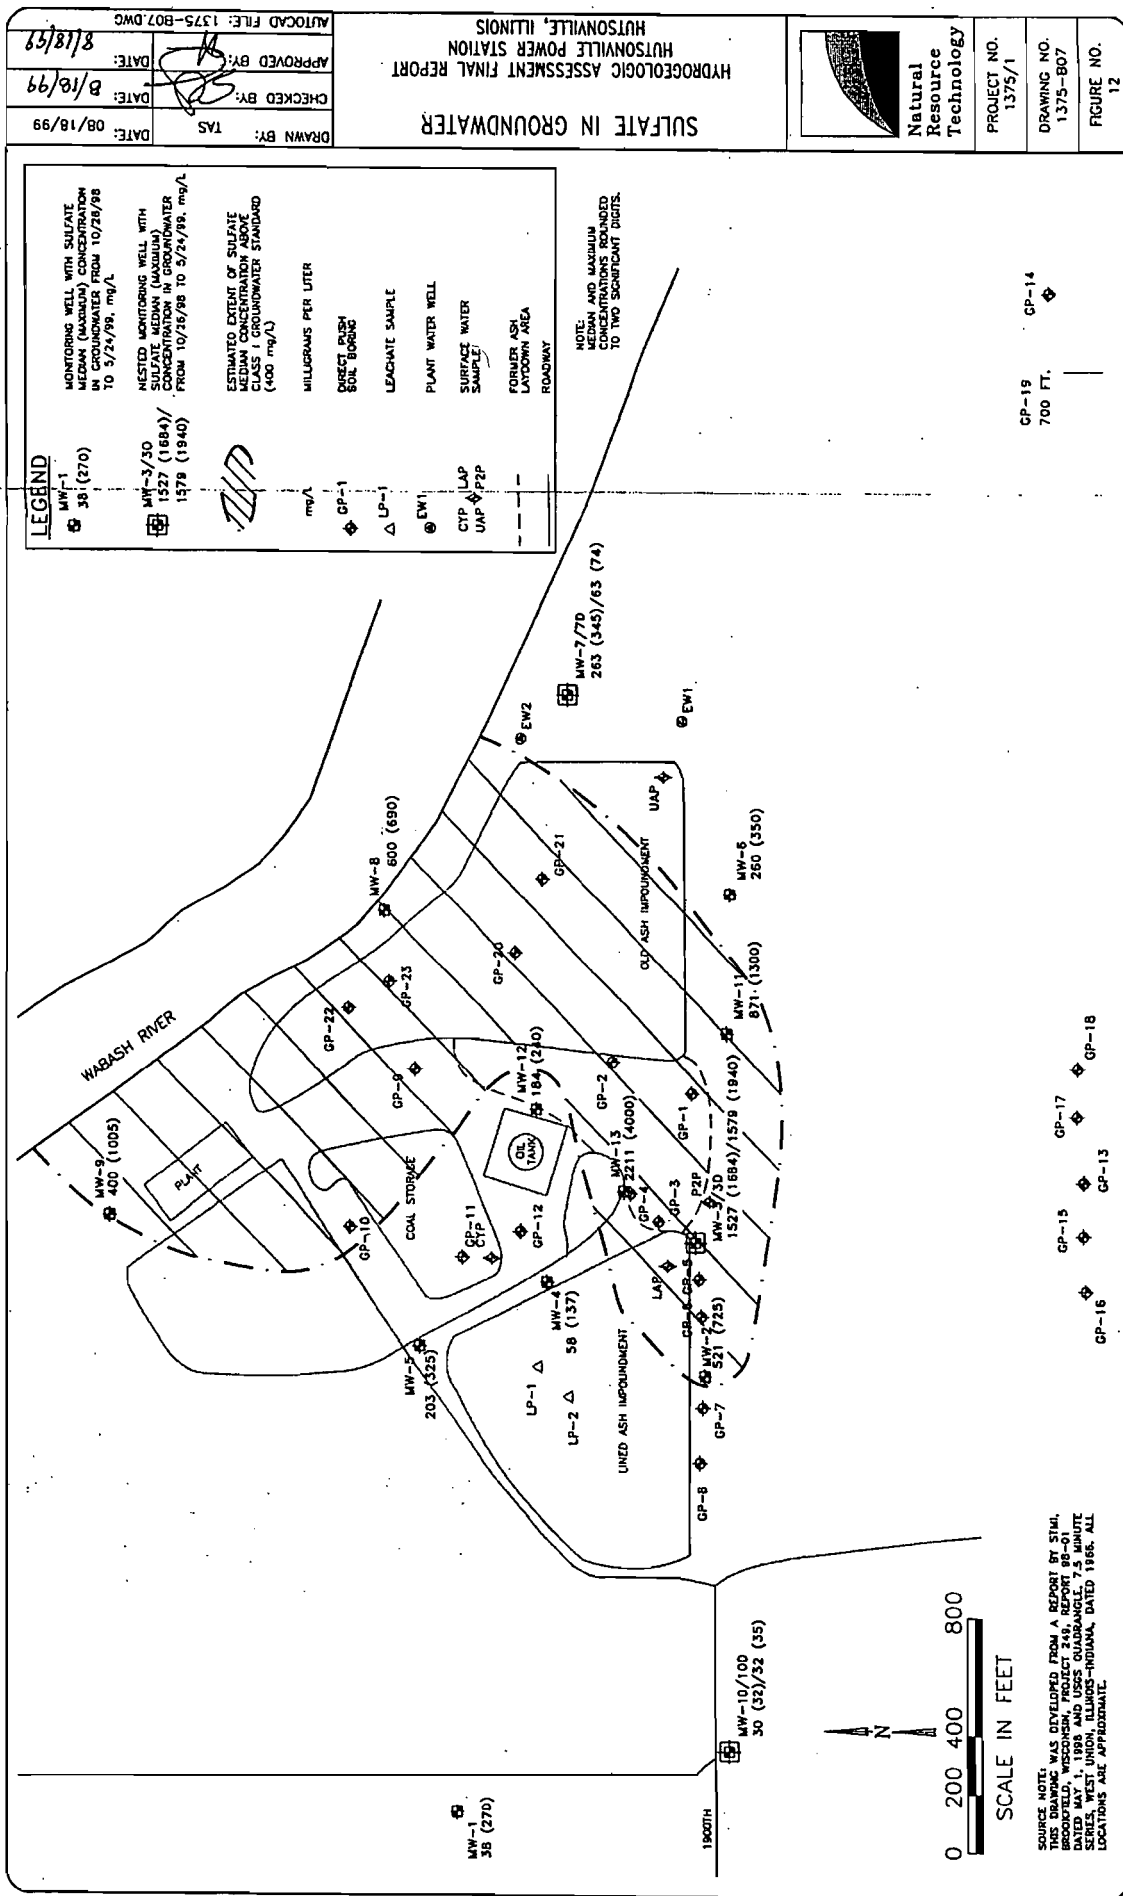 AUTOCAD FILE: 1375-B07.DWG
APPROVED BY:
DATE: 8/18/99
CHECKED BY:
DATE: 8/18/99
DRAWN BY: TAS
DATE: 08/18/99
SULFATE IN GROUNDWATER
HYDROGEOLOGIC ASSESSMENT FINAL REPORT
HUTSONVILLE POWER STATION
HUTSONVILLE, ILLINOIS
Natural
Resource
Technology
PROJECT NO.
1375/1
DRAWING NO.
1375-B07
FIGURE NO.
12
LEGEND
MW-1
38 (270)
MONITORING WELL WITH SULFATE
MEDIAN (MAXIMUM) CONCENTRATION
IN GROUNDWATER FROM 10/28/98
TO 5/24/99, mg/L
MW-3/3D
1527 (1684)/
1579 (1940)
NESTED MONITORING WELL WITH
SULFATE MEDIAN (MAXIMUM)
CONCENTRATION IN GROUNDWATER
FROM 10/26/98 TO 5/24/99, mg/L
ESTIMATED EXTENT OF SULFATE
MEDIAN CONCENTRATION ABOVE
CLASS I GROUNDWATER STANDARD
(400 mg/L)
mg/L
MILLIGRAMS PER LITER
GP-1
DIRECT PUSH
SOIL BORING
LP-1
LEACHATE SAMPLE
EW1
PLANT WATER WELL
CYP LAP
UAP P2P
SURFACE WATER
SAMPLE
FORMER ASH
LAYDOWN AREA
ROADWAY
NOTE:
MEDIAN AND MAXIMUM
CONCENTRATIONS ROUNDED
TO TWO SIGNIFICANT DIGITS.
WABASH RIVER
MW-9
400 (1005)
PLANT
GP-10
COAL STORAGE
GP-11
CYP
GP-12
OIL
TANK
MW-12
184 (240)
GP-9
GP-22
GP-23
MW-8
600 (690)
GP-20
GP-21
OLD ASH IMPOUNDMENT
UAP
EW2
EW1
MW-7/7D
263 (345)/63 (74)
MW-6
260 (350)
MW-11
871 (1300)
GP-2
GP-1
MW-13
2211 (4000)
GP-4
GP-3
P2P
MW-3/3D
1527 (1684)/1579 (1940)
LAP
GP-5
GP-6
MW-2
521 (725)
GP-7
GP-8
MW-4
58 (137)
MW-5
203 (325)
LP-1
LP-2
LINED ASH IMPOUNDMENT
MW-10/10D
30 (32)/32 (35)
MW-1
38 (270)
1900TH
GP-14
GP-19
700 FT.
GP-18
GP-17
GP-13
GP-15
GP-16
N
0 200 400 800
SCALE IN FEET
SOURCE NOTE:
THIS DRAWING WAS DEVELOPED FROM A REPORT BY STMI,
BROOKFIELD, WISCONSIN, PROJECT 249, REPORT 98-01
DATED MAY 1, 1998 AND USGS QUADRANGLE, 7.5 MINUTE
SERIES, WEST UNION, ILLINOIS-INDIANA, DATED 1966. ALL
LOCATIONS ARE APPROXIMATE.